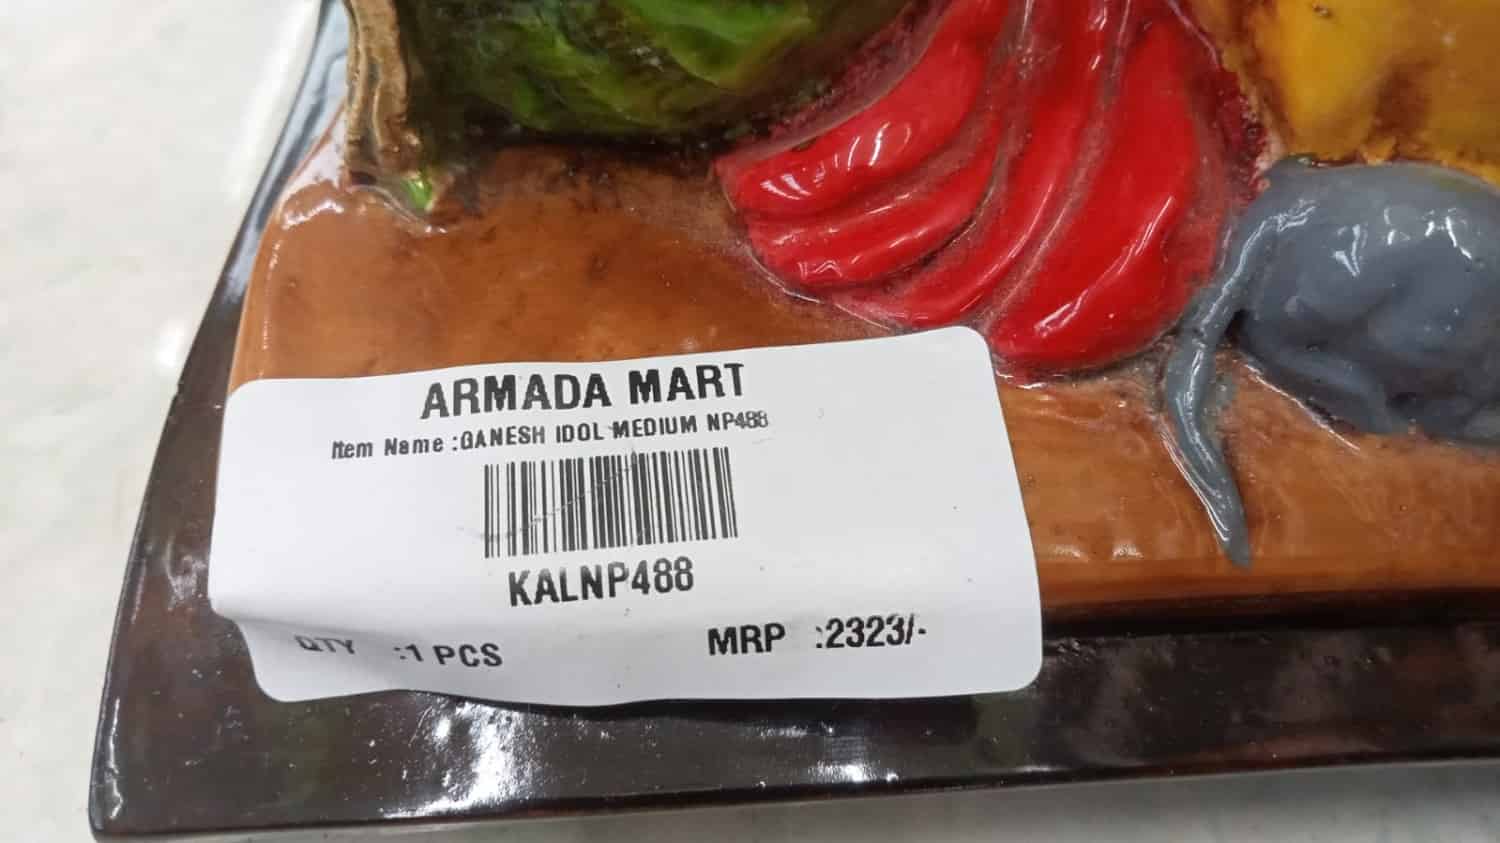 ARMADA MART
Item Name :GANESH IDOL MEDIUM NP488
KALNP488
QTY :1 PCS MRP :2323/-